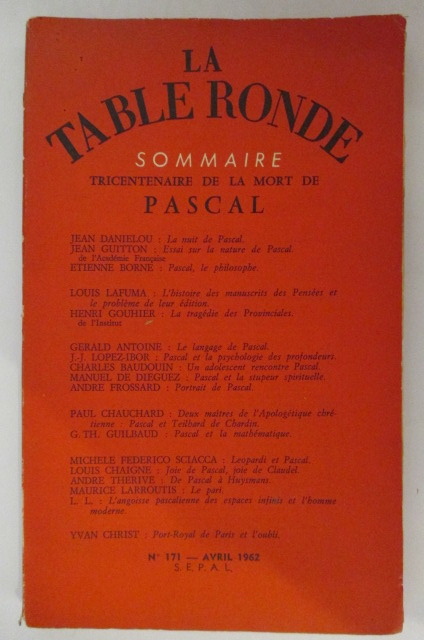 LA
TABLE RONDE
SOMMAIRE
TRICENTENAIRE DE LA MORT DE
PASCAL
JEAN DANIELOU : La nuit de Pascal.
JEAN GUITTON : Essai sur la nature de Pascal.
de l'Académie Française
ETIENNE BORNE : Pascal, le philosophe.
LOUIS LAFUMA : L'histoire des manuscrits des Pensées et
le problème de leur édition.
HENRI GOUHIER : La tragédie des Provinciales.
de l'Institut
GERALD ANTOINE : Le langage de Pascal.
J.-J. LOPEZ-IBOR : Pascal et la psychologie des profondeurs.
CHARLES BAUDOUIN : Un adolescent rencontre Pascal.
MANUEL DE DIEGUEZ : Pascal et la stupeur spirituelle.
ANDRE FROSSARD : Portrait de Pascal.
PAUL CHAUCHARD : Deux maîtres de l'Apologétique chré-
tienne : Pascal et Teilhard de Chardin.
G. TH. GUILBAUD : Pascal et la mathématique.
MICHELE FEDERICO SCIACCA : Leopardi et Pascal.
LOUIS CHAIGNE : Joie de Pascal, joie de Claudel.
ANDRE THERIVE : De Pascal à Huysmans.
MAURICE LARROUTIS : Le pari.
L. L. : L'angoisse pascalienne des espaces infinis et l'homme
moderne.
YVAN CHRIST : Port-Royal de Paris et l'oubli.
N° 171 — AVRIL 1962
S. E. P. A. L.